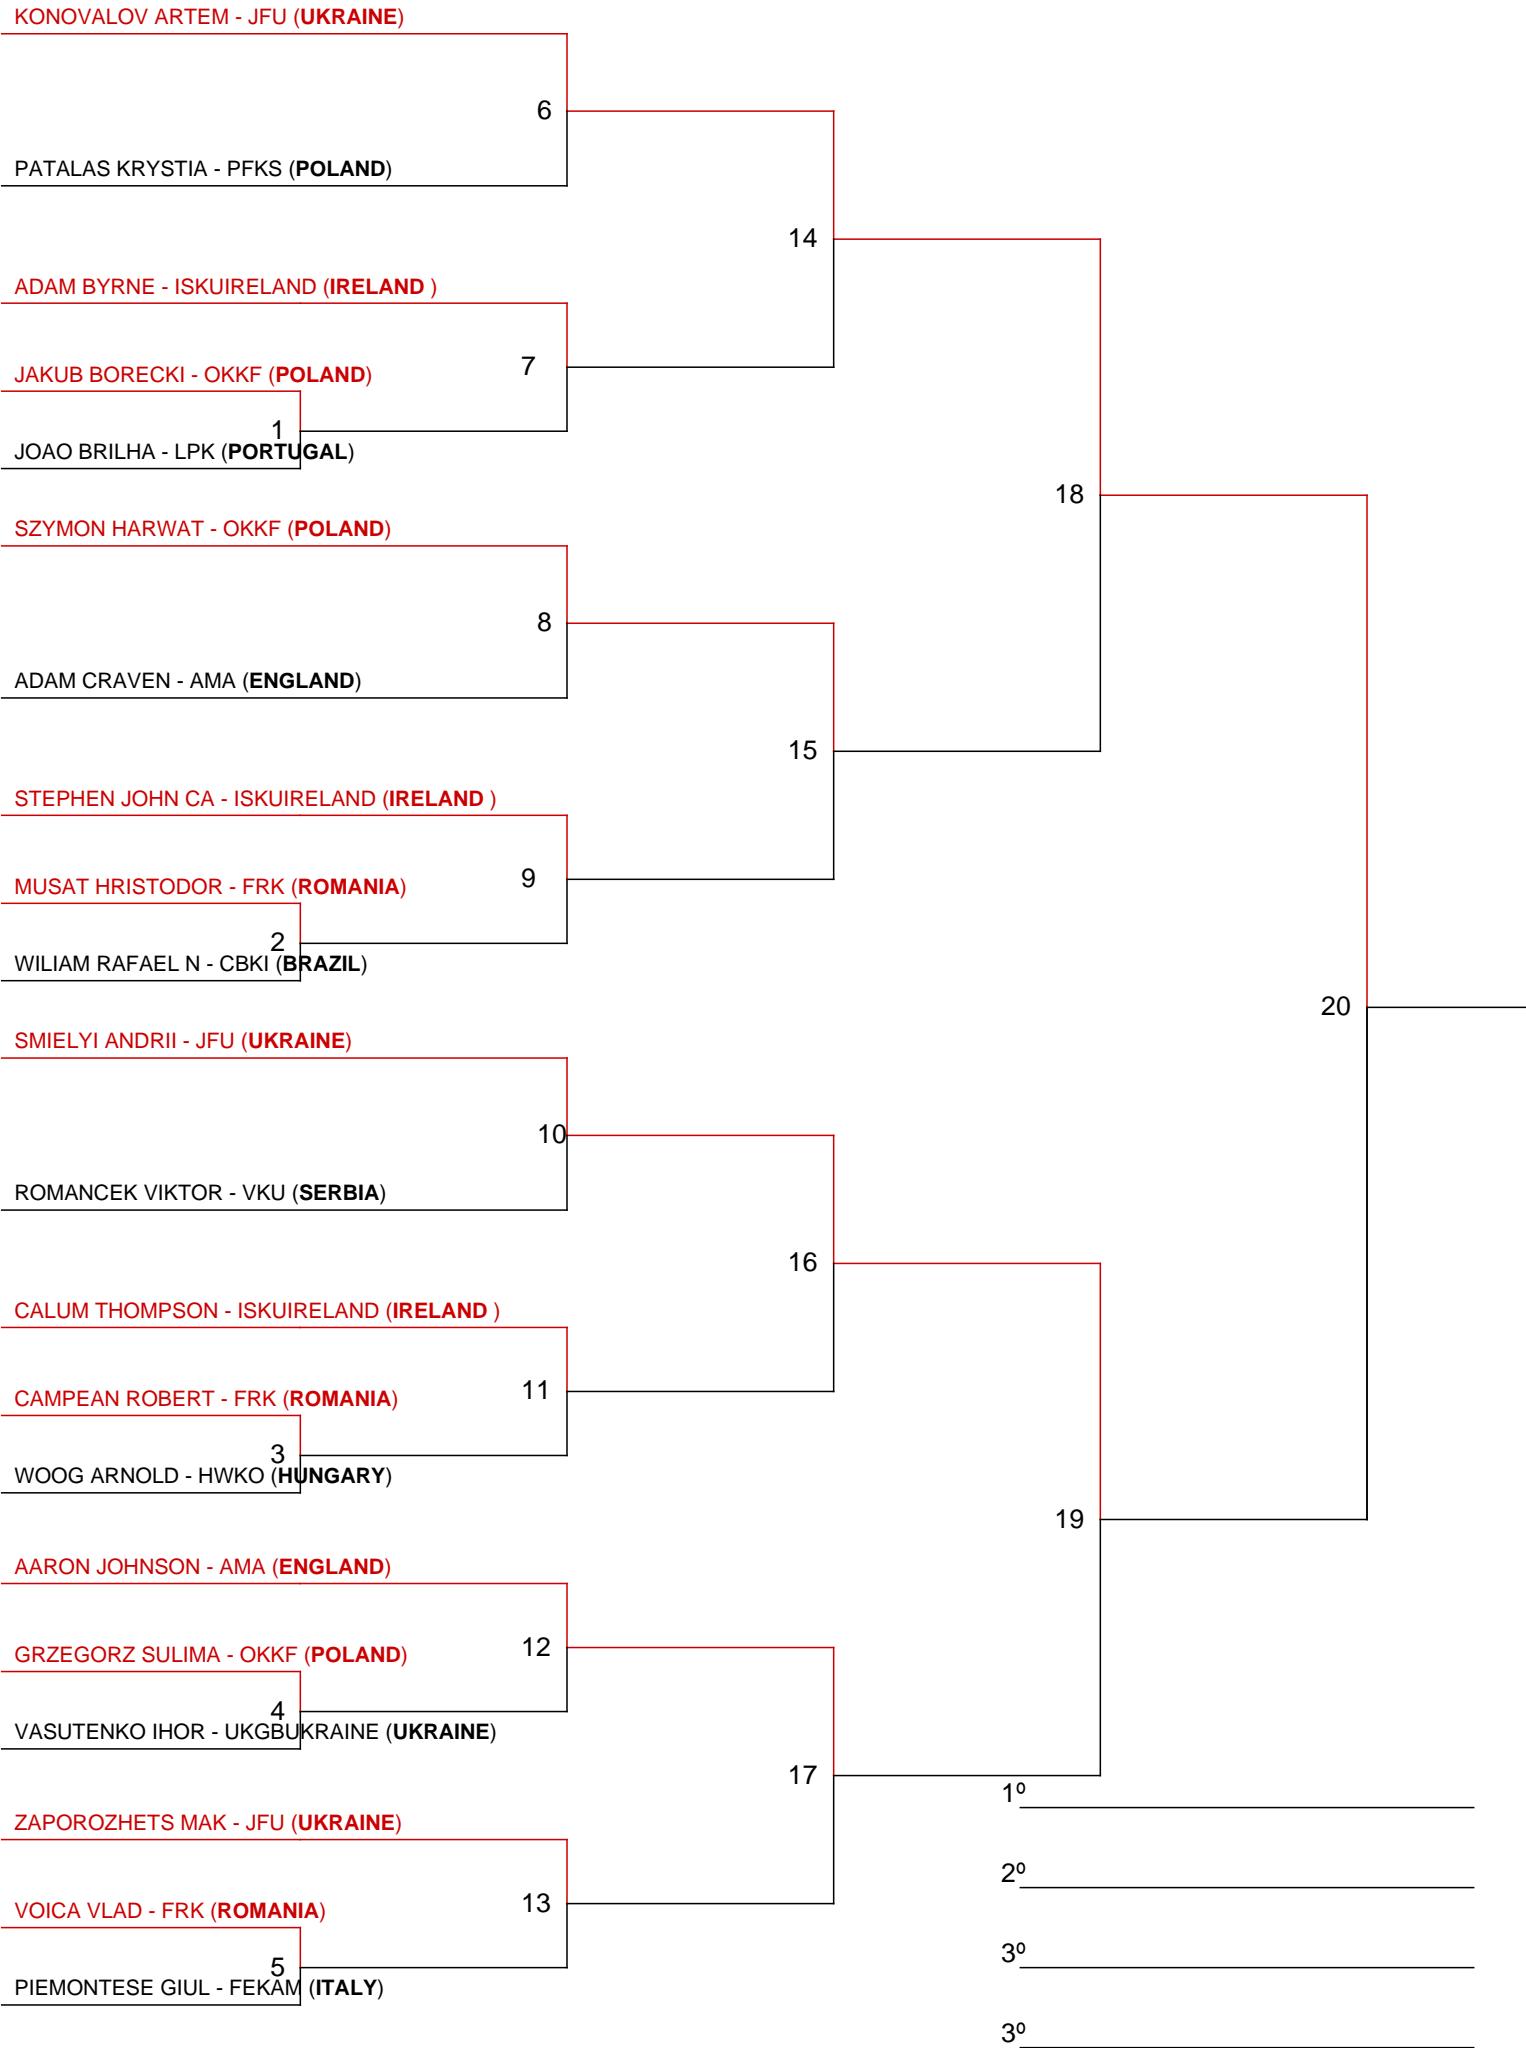 KONOVALOV ARTEM - JFU (UKRAINE)
6
PATALAS KRYSTIA - PFKS (POLAND)
14
ADAM BYRNE - ISKUIRELAND (IRELAND )
7
JAKUB BORECKI - OKKF (POLAND)
1
JOAO BRILHA - LPK (PORTUGAL)
18
SZYMON HARWAT - OKKF (POLAND)
8
ADAM CRAVEN - AMA (ENGLAND)
15
STEPHEN JOHN CA - ISKUIRELAND (IRELAND )
9
MUSAT HRISTODOR - FRK (ROMANIA)
2
WILIAM RAFAEL N - CBKI (BRAZIL)
20
SMIELYI ANDRII - JFU (UKRAINE)
10
ROMANCEK VIKTOR - VKU (SERBIA)
16
CALUM THOMPSON - ISKUIRELAND (IRELAND )
11
CAMPEAN ROBERT - FRK (ROMANIA)
3
WOOG ARNOLD - HWKO (HUNGARY)
19
AARON JOHNSON - AMA (ENGLAND)
12
GRZEGORZ SULIMA - OKKF (POLAND)
4
VASUTENKO IHOR - UKGBUKRAINE (UKRAINE)
17
1º
ZAPOROZHETS MAK - JFU (UKRAINE)
2º
13
VOICA VLAD - FRK (ROMANIA)
3º
5
PIEMONTESE GIUL - FEKAM (ITALY)
3º